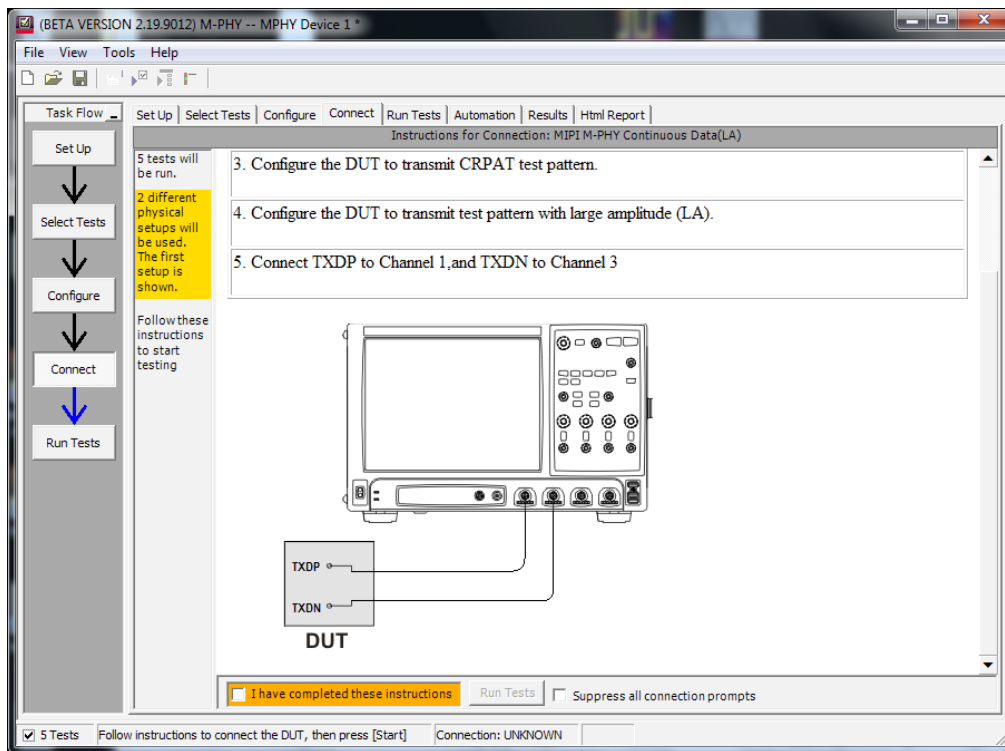 (BETA VERSION 2.19.9012) M-PHY -- MPHY Device 1 *
File View Tools Help
Task Flow
Set Up
Select Tests
Configure
Connect
Run Tests
Set Up Select Tests Configure Connect Run Tests Automation Results Html Report
Instructions for Connection: MIPI M-PHY Continuous Data(LA)
5 tests will
be run.
2 different
physical
setups will
be used.
The first
setup is
shown.
Follow these
instructions
to start
testing
3. Configure the DUT to transmit CRPAT test pattern.
4. Configure the DUT to transmit test pattern with large amplitude (LA).
5. Connect TXDP to Channel 1,and TXDN to Channel 3
TXDP
TXDN
DUT
I have completed these instructions Run Tests Suppress all connection prompts
5 Tests Follow instructions to connect the DUT, then press [Start] Connection: UNKNOWN